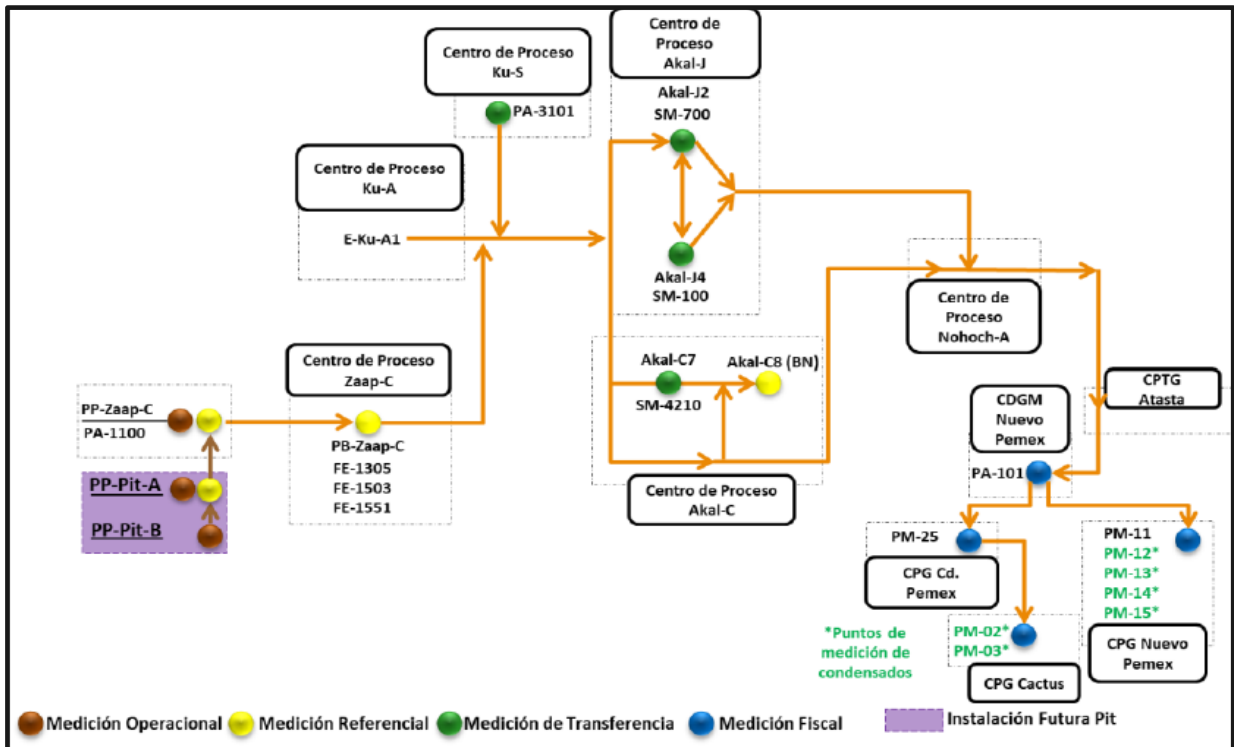 Centro de Proceso
Ku-S
PA-3101
Centro de
Proceso
Akal-J
Akal-J2
SM-700
Akal-J4
SM-100
Centro de Proceso
Ku-A
E-Ku-A1
Centro de Proceso
Zaap-C
PB-Zaap-C
FE-1305
FE-1503
FE-1551
PP-Zaap-C
PA-1100
PP-Pit-A
PP-Pit-B
Akal-C7
SM-4210
Akal-C8 (BN)
Centro de Proceso
Akal-C
Centro de
Proceso
Nohoch-A
CPTG
Atasta
CDGM
Nuevo
Pemex
PA-101
PM-25
CPG Cd.
Pemex
PM-11
PM-12*
PM-13*
PM-14*
PM-15*
CPG Nuevo
Pemex
*Puntos de
medición de
condensados
PM-02*
PM-03*
CPG Cactus
Medición Operacional
Medición Referencial
Medición de Transferencia
Medición Fiscal
Instalación Futura Pit